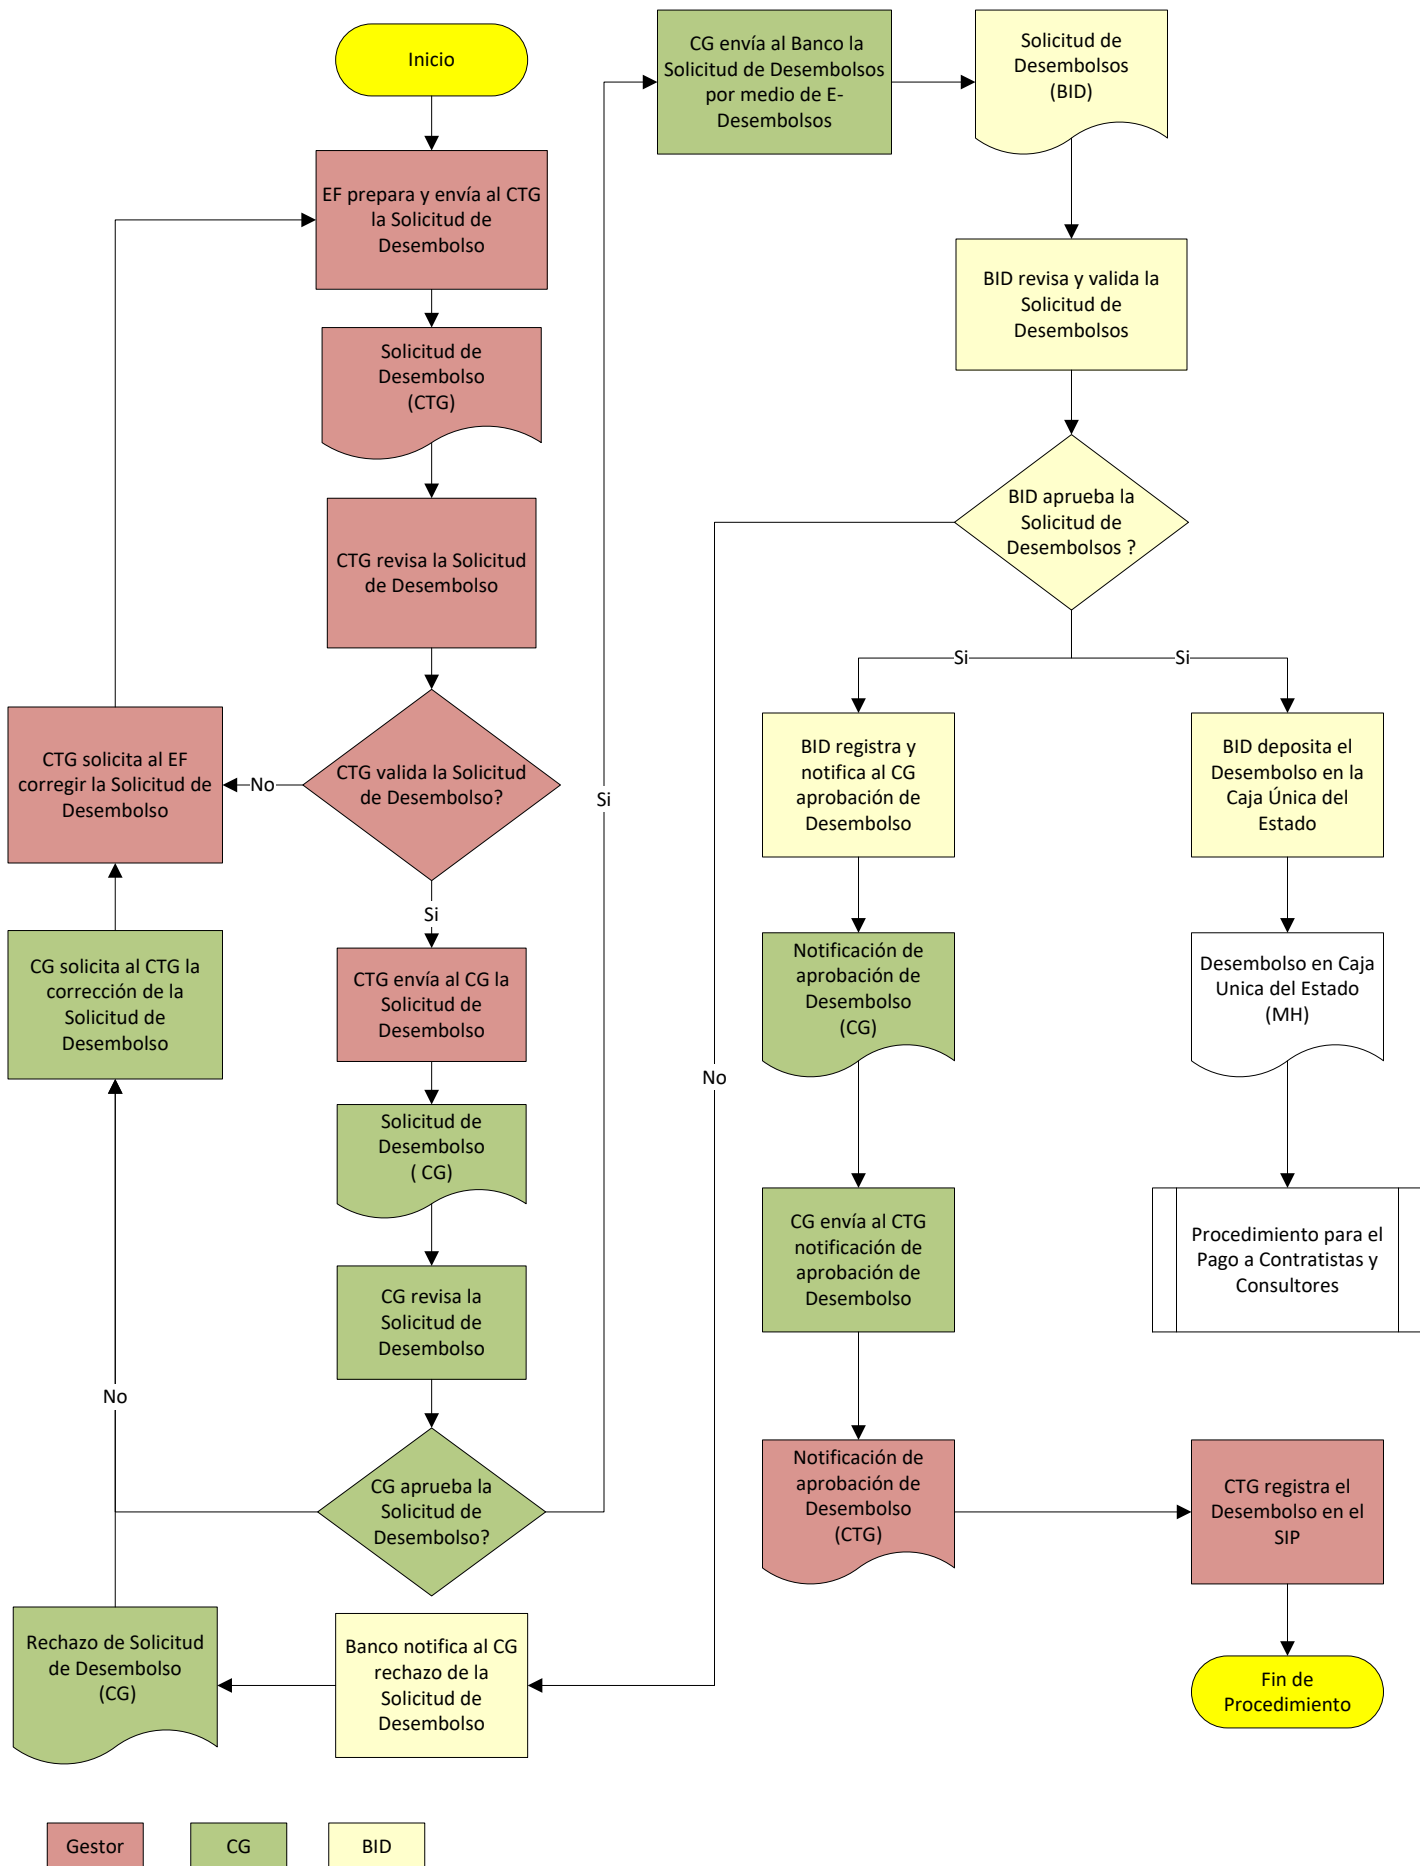 Inicio
EF prepara y envía al CTG
la Solicitud de
Desembolso
Solicitud de
Desembolso
(CTG)
CTG revisa la Solicitud
de Desembolso
CTG valida la Solicitud
de Desembolso?
No
CTG solicita al EF
corregir la Solicitud de
Desembolso
Si
CTG envía al CG la
Solicitud de
Desembolso
CG solicita al CTG la
corrección de la
Solicitud de
Desembolso
Solicitud de
Desembolso
( CG)
CG revisa la
Solicitud de
Desembolso
No
CG aprueba la
Solicitud de
Desembolso?
Si
Rechazo de Solicitud
de Desembolso
(CG)
Banco notifica al CG
rechazo de la
Solicitud de
Desembolso
CG envía al Banco la
Solicitud de Desembolsos
por medio de E-
Desembolsos
Solicitud de
Desembolsos
(BID)
BID revisa y valida la
Solicitud de
Desembolsos
BID aprueba la
Solicitud de
Desembolsos ?
No
Si
Si
BID registra y
notifica al CG
aprobación de
Desembolso
BID deposita el
Desembolso en la
Caja Única del
Estado
Notificación de
aprobación de
Desembolso
(CG)
Desembolso en Caja
Unica del Estado
(MH)
CG envía al CTG
notificación de
aprobación de
Desembolso
Procedimiento para el
Pago a Contratistas y
Consultores
Notificación de
aprobación de
Desembolso
(CTG)
CTG registra el
Desembolso en el
SIP
Fin de
Procedimiento
Gestor
CG
BID